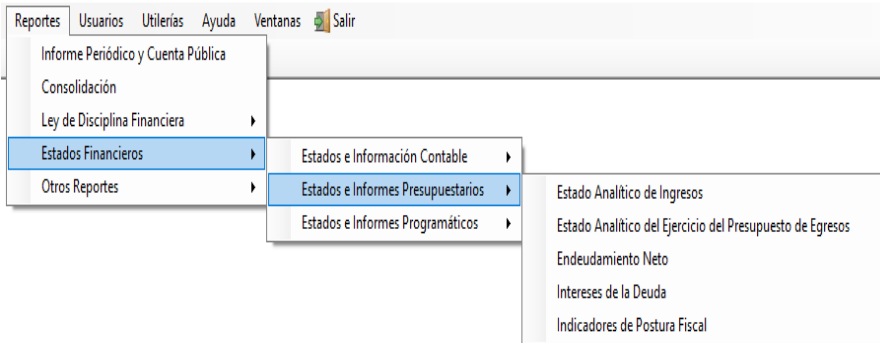 Reportes Usuarios Utilerías Ayuda Ventanas Salir
Informe Periódico y Cuenta Pública
Consolidación
Ley de Disciplina Financiera
Estados Financieros
Otros Reportes
Estados e Información Contable
Estados e Informes Presupuestarios
Estados e Informes Programáticos
Estado Analítico de Ingresos
Estado Analítico del Ejercicio del Presupuesto de Egresos
Endeudamiento Neto
Intereses de la Deuda
Indicadores de Postura Fiscal